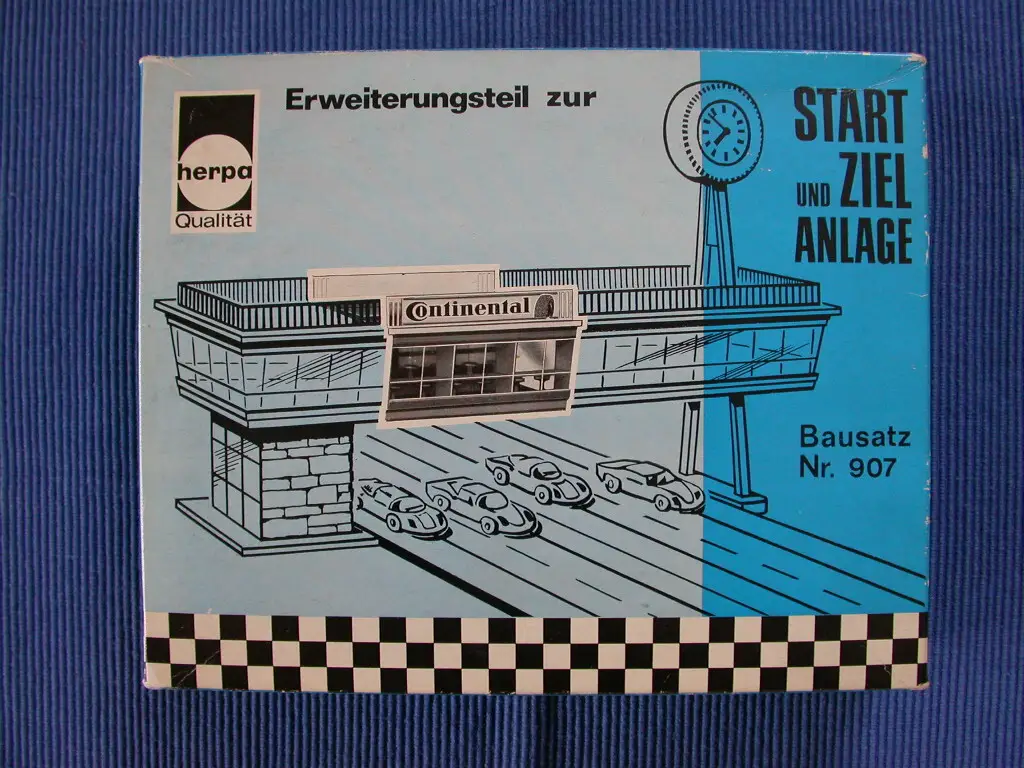 herpa
Qualität
Erweiterungsteil zur
START
UND ZIEL
ANLAGE
Continental
Bausatz
Nr. 907